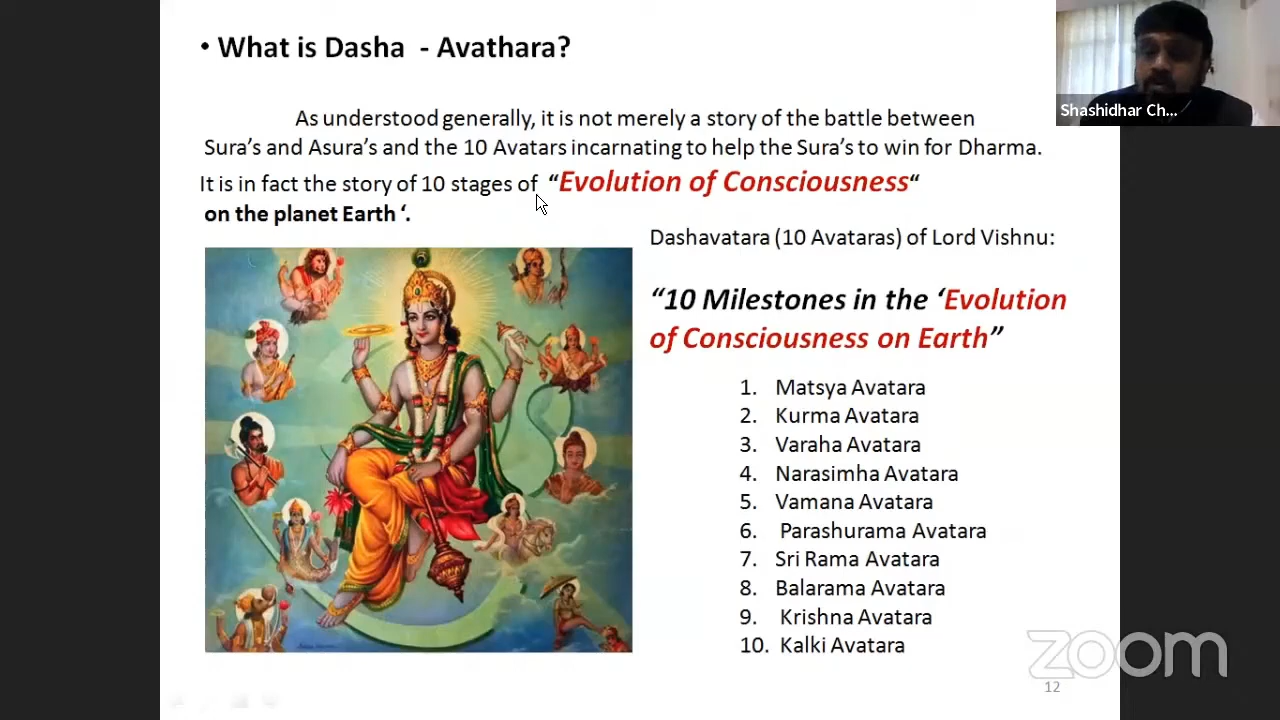 • What is Dasha - Avathara?
Shashidhar Ch...
As understood generally, it is not merely a story of the battle between
Sura's and Asura's and the 10 Avatars incarnating to help the Sura's to win for Dharma.
It is in fact the story of 10 stages of “Evolution of Consciousness“
on the planet Earth ‘.
Dashavatara (10 Avataras) of Lord Vishnu:
“10 Milestones in the ‘Evolution
of Consciousness on Earth”
1. Matsya Avatara
2. Kurma Avatara
3. Varaha Avatara
4. Narasimha Avatara
5. Vamana Avatara
6. Parashurama Avatara
7. Sri Rama Avatara
8. Balarama Avatara
9. Krishna Avatara
10. Kalki Avatara
zoom
12